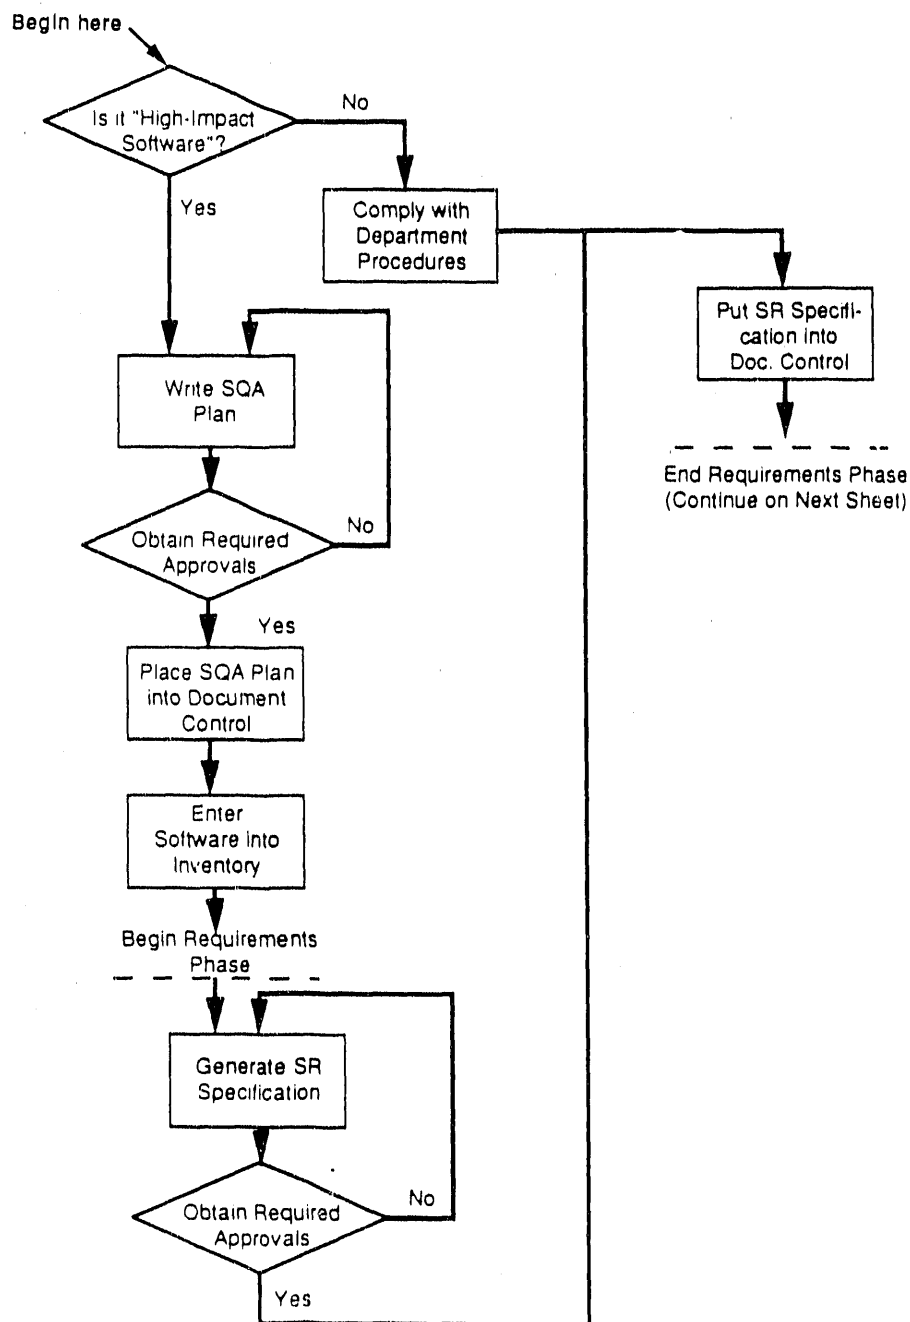 Begin here
Is it "High-Impact
Software"?
No
Yes
Comply with
Department
Procedures
Put SR Specifi-
cation into
Doc. Control
End Requirements Phase
(Continue on Next Sheet)
Write SQA
Plan
Obtain Required
Approvals
No
Yes
Place SQA Plan
into Document
Control
Enter
Software into
Inventory
Begin Requirements
Phase
Generate SR
Specification
Obtain Required
Approvals
No
Yes